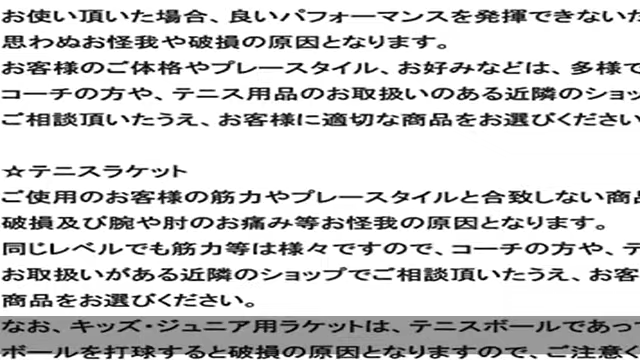 お使い頂いた場合、良いパフォーマンスを発揮できないた
思わぬお怪我や破損の原因となります。
お客様のご体格やプレースタイル、お好みなどは、多様で
コーチの方や、テニス用品のお取扱いのある近隣のショッ
ご相談頂いたうえ、お客様に適切な商品をお選びください
☆テニスラケット
ご使用のお客様の筋力やプレースタイルと合致しない商品
破損及び腕や肘のお痛み等お怪我の原因となります。
同じレベルでも筋力等は様々ですので、コーチの方や、テ
お取扱いがある近隣のショップでご相談頂いたうえ、お客
商品をお選びください。
なお、キッズ・ジュニア用ラケットは、テニスボールであっ
ボールを打球すると破損の原因となりますので、ご注意く